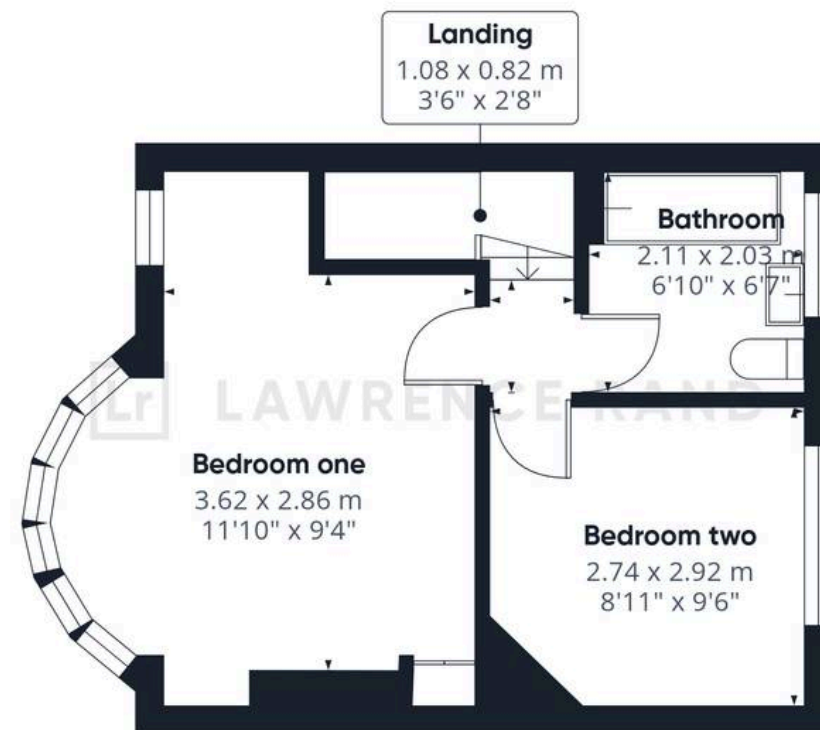 Landing
1.08 x 0.82 m
3'6" x 2'8"
Bathroom
2.11 x 2.03 m
6'10" x 6'7"
Lr LAWRENCE RAND
Bedroom one
3.62 x 2.86 m
11'10" x 9'4"
Bedroom two
2.74 x 2.92 m
8'11" x 9'6"